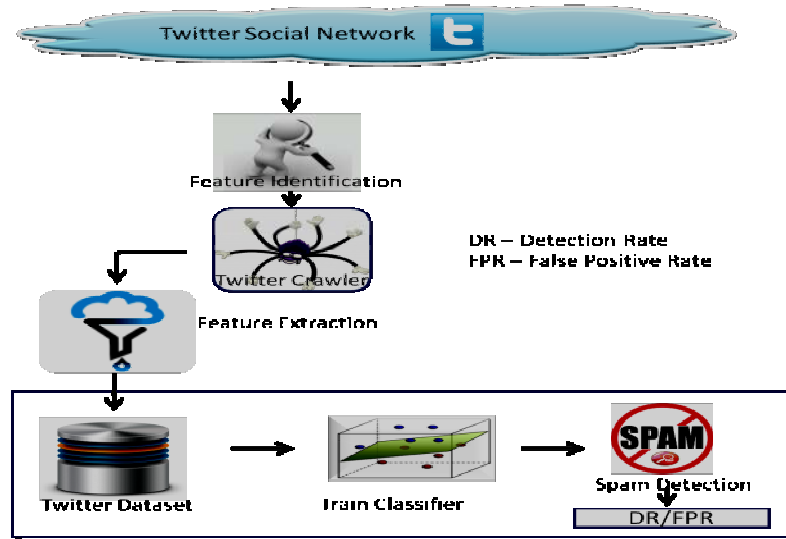 Twitter Social Network
Feature Identification
Twitter Crawler
DR – Detection Rate
FPR – False Positive Rate
Feature Extraction
SPAM
Twitter Dataset
Train Classifier
Spam Detection
DR/FPR